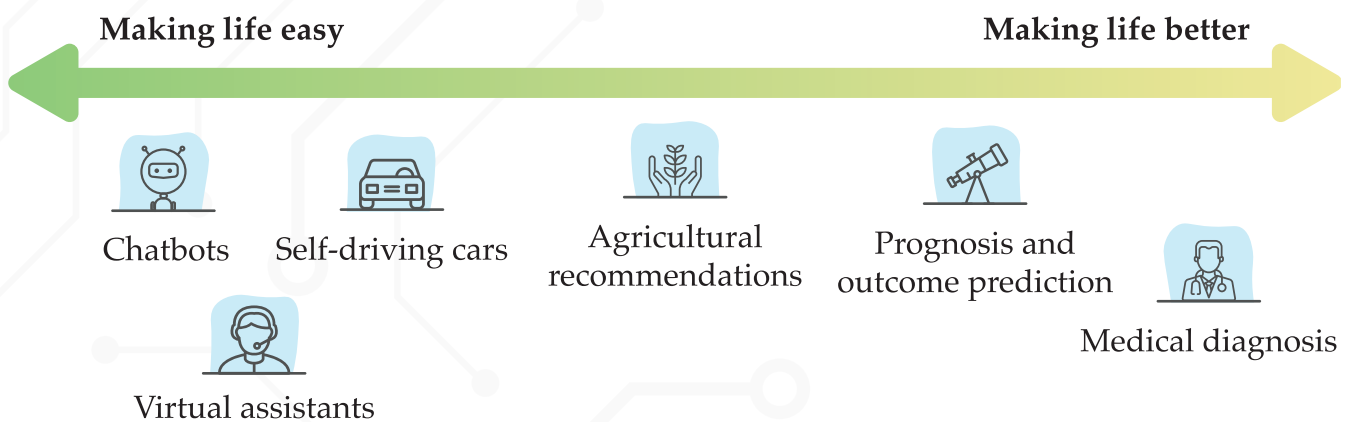 Making life easy
Making life better
Chatbots
Self-driving cars
Agricultural
recommendations
Prognosis and
outcome prediction
Medical diagnosis
Virtual assistants